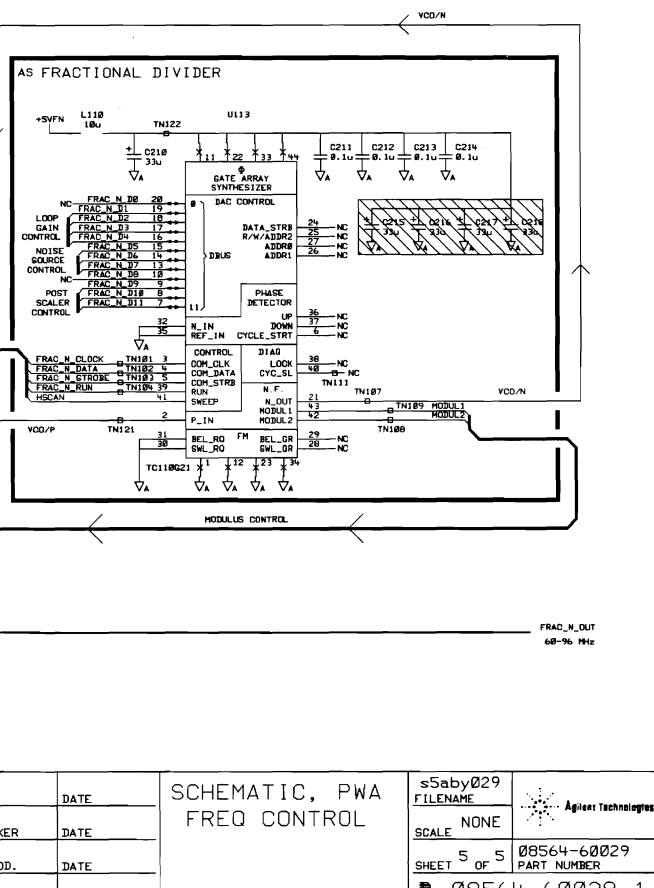 VCO/N
AS FRACTIONAL DIVIDER
+5VFN
L110
10u
TN122
U113
C210
33u
11 22 33 44
C211 C212 C213 C214
0.1u 0.1u 0.1u 0.1u
GATE ARRAY
SYNTHESIZER
DAC CONTROL
NC FRAC_N_D0 20 0
FRAC_N_D1 19
LOOP FRAC_N_D2 18
GAIN FRAC_N_D3 17
CONTROL FRAC_N_D4 16
FRAC_N_D5 15
NOISE FRAC_N_D6 14
SOURCE FRAC_N_D7 13
CONTROL
NC FRAC_N_D8 10
FRAC_N_D9 9
POST FRAC_N_D10 8
SCALER FRAC_N_D11 7
CONTROL
DBUS
11
DATA_STRB 24 NC
R/W/ADDR2 25 NC
ADDR0 27 NC
ADDR1 26 NC
C215 C216 C217 C218
33u 33u 33u 33u
PHASE
DETECTOR
UP 36 NC
DOWN 37 NC
CYCLE_STRT 6 NC
32 N_IN
35 REF_IN
CONTROL
DIAG
FRAC_N_CLOCK TN101 3 COM_CLK
FRAC_N_DATA TN102 4 COM_DATA
FRAC_N_STROBE TN103 5 COM_STRB
FRAC_N_RUN TN104 39 RUN
HSCAN 41 SWEEP
LOCK 38 NC
CYC_SL 40 NC
TN111
N.F.
N_OUT 21 TN107 VCO/N
MODUL1 43 TN109 MODUL1
MODUL2 42 TN108 MODUL2
VCO/P TN121 2 P_IN
FM
31 BEL_RQ BEL_GR 29 NC
30 SWL_RQ SWL_GR 28 NC
TC110G21 1 12 23 34
A
MODULUS CONTROL
FRAC_N_OUT
60-96 MHz
DATE
KER DATE
OD. DATE
SCHEMATIC, PWA
FREQ CONTROL
s5aby029
FILENAME
Agilent Technologies
NONE
SCALE
SHEET 5 OF 5
08564-60029
PART NUMBER